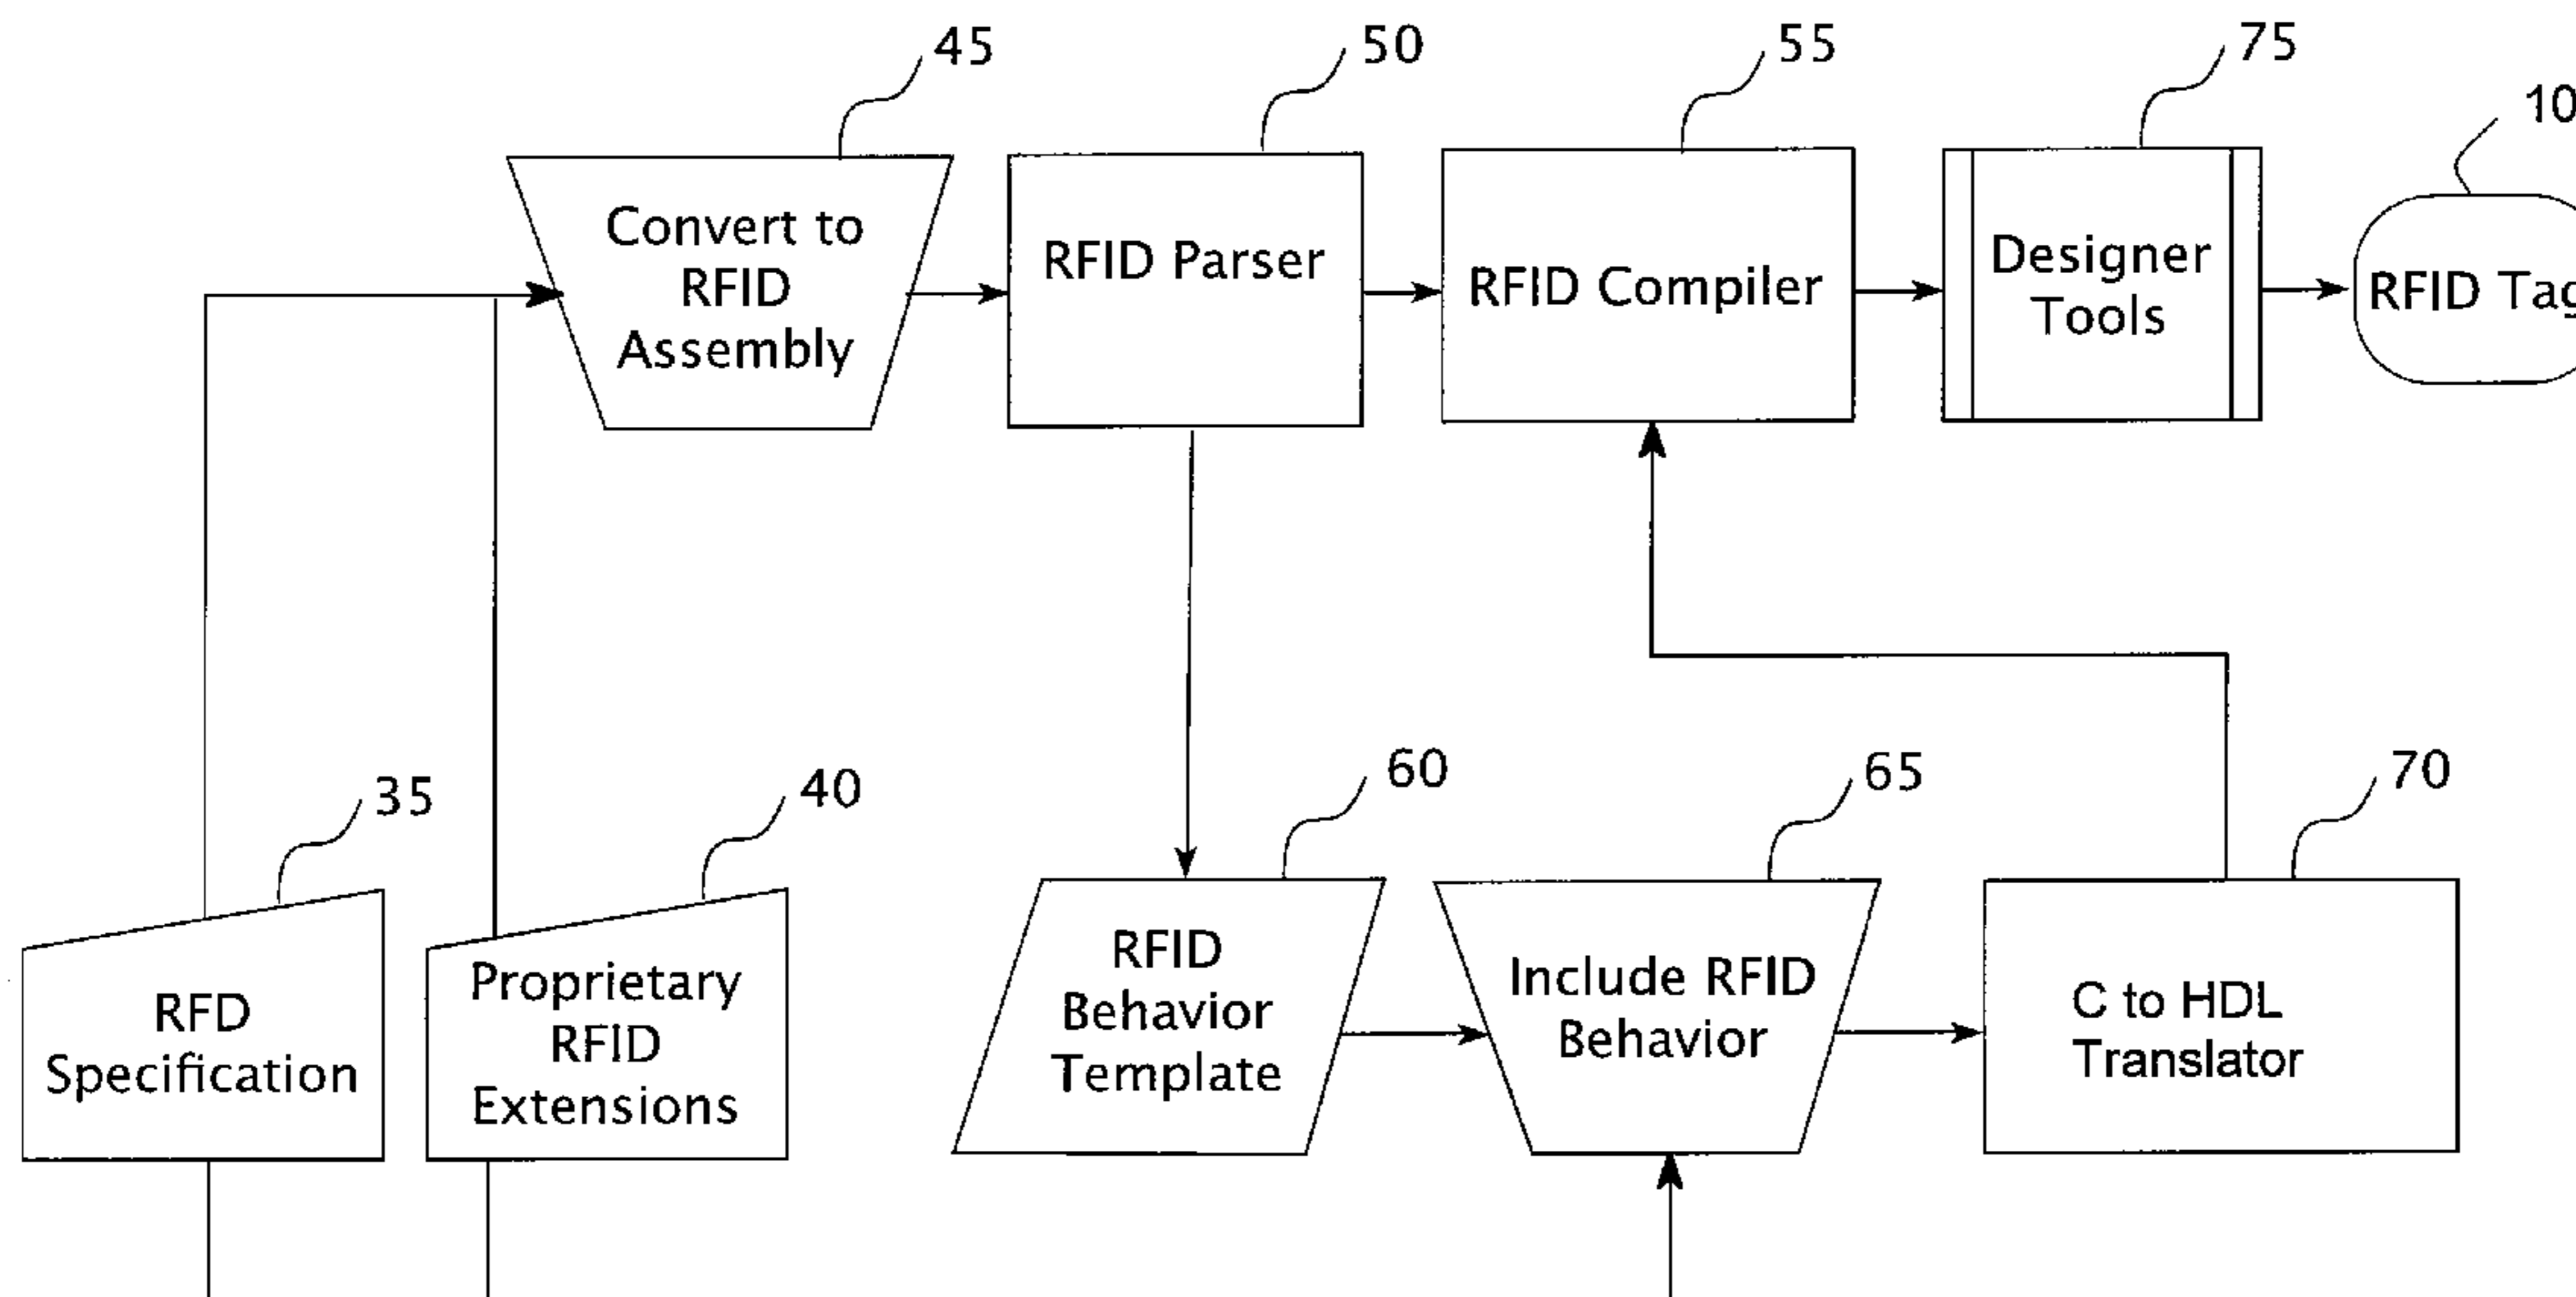 45
50
55
75
10
Convert to
RFID
Assembly
RFID Parser
RFID Compiler
Designer
Tools
RFID Tag
35
40
60
65
70
RFD
Specification
Proprietary
RFID
Extensions
RFID
Behavior
Template
Include RFID
Behavior
C to HDL
Translator